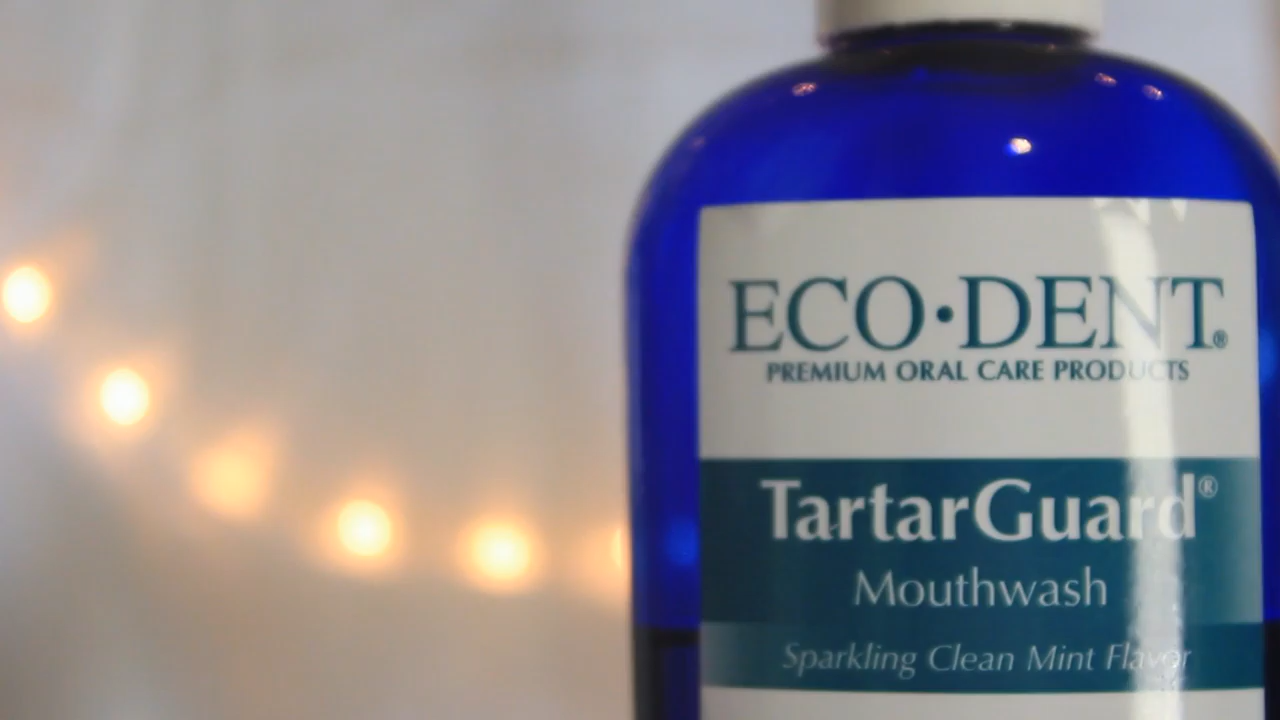 ECO·DENT®
PREMIUM ORAL CARE PRODUCTS
TartarGuard®
Mouthwash
Sparkling Clean Mint Flavor